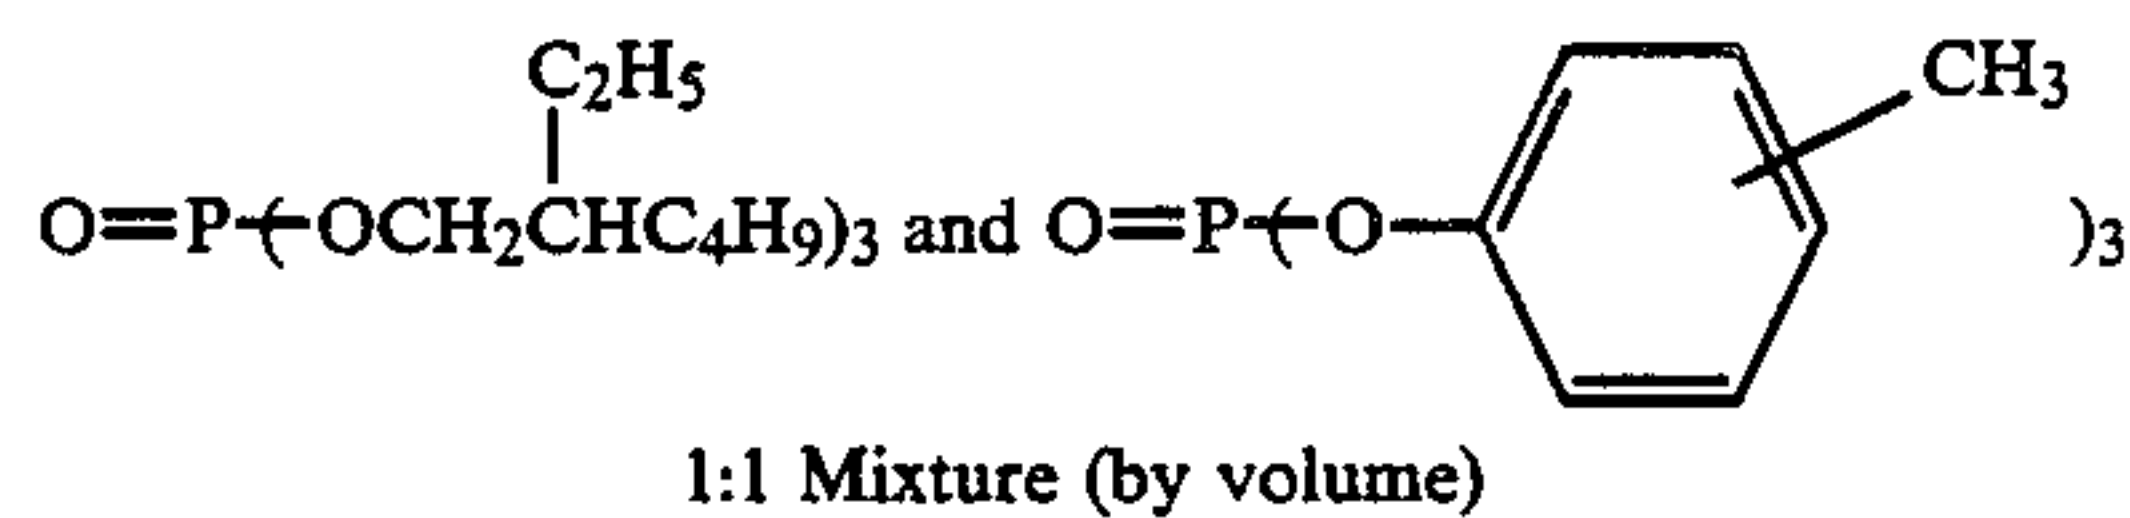 C₂H₅ CH₃
O=P-(-OCH₂CHC₄H₉)₃ and O=P-(-O- )₃
1:1 Mixture (by volume)